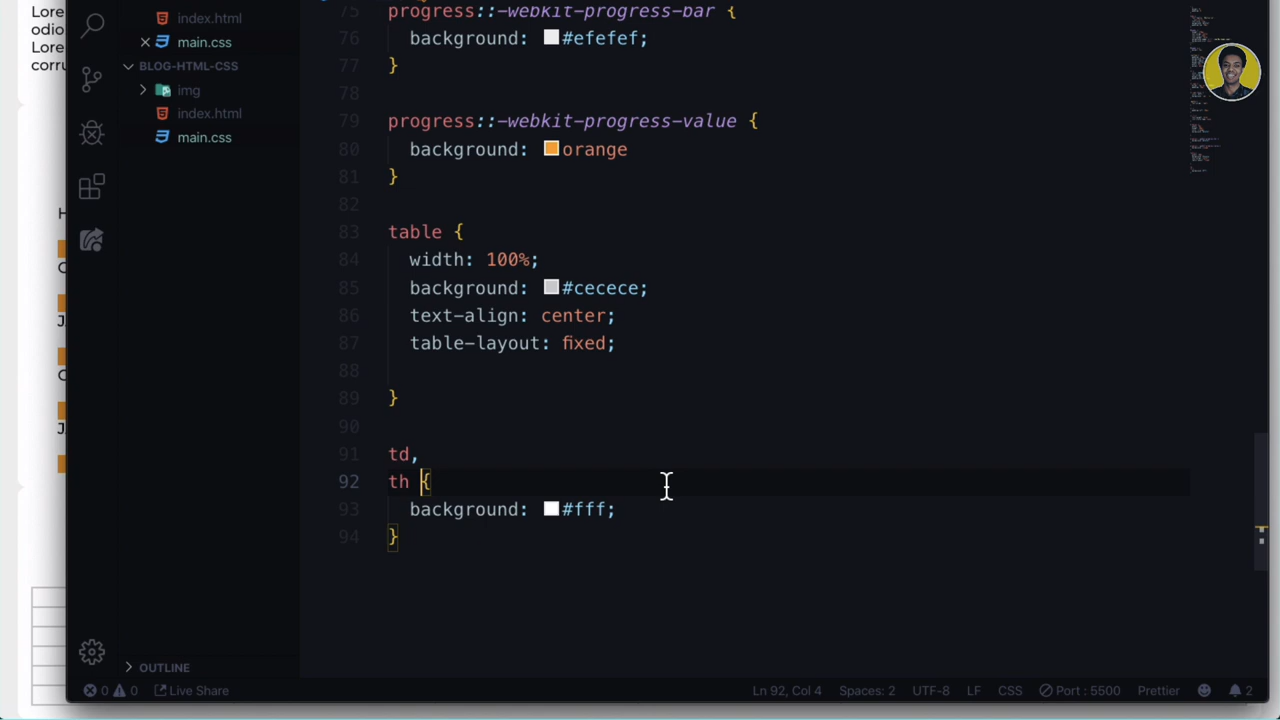 Lore
odio
Lore
corru
H
C
J
C
J
index.html
main.css
BLOG-HTML-CSS
img
index.html
main.css
OUTLINE
75 progress::-webkit-progress-bar {
76 background: #efefef;
77 }
78
79 progress::-webkit-progress-value {
80 background: orange
81 }
82
83 table {
84 width: 100%;
85 background: #cecece;
86 text-align: center;
87 table-layout: fixed;
88
89 }
90
91 td,
92 th {
93 background: #fff;
94 }
0 0 Live Share Ln 92, Col 4 Spaces: 2 UTF-8 LF CSS Port : 5500 Prettier 2